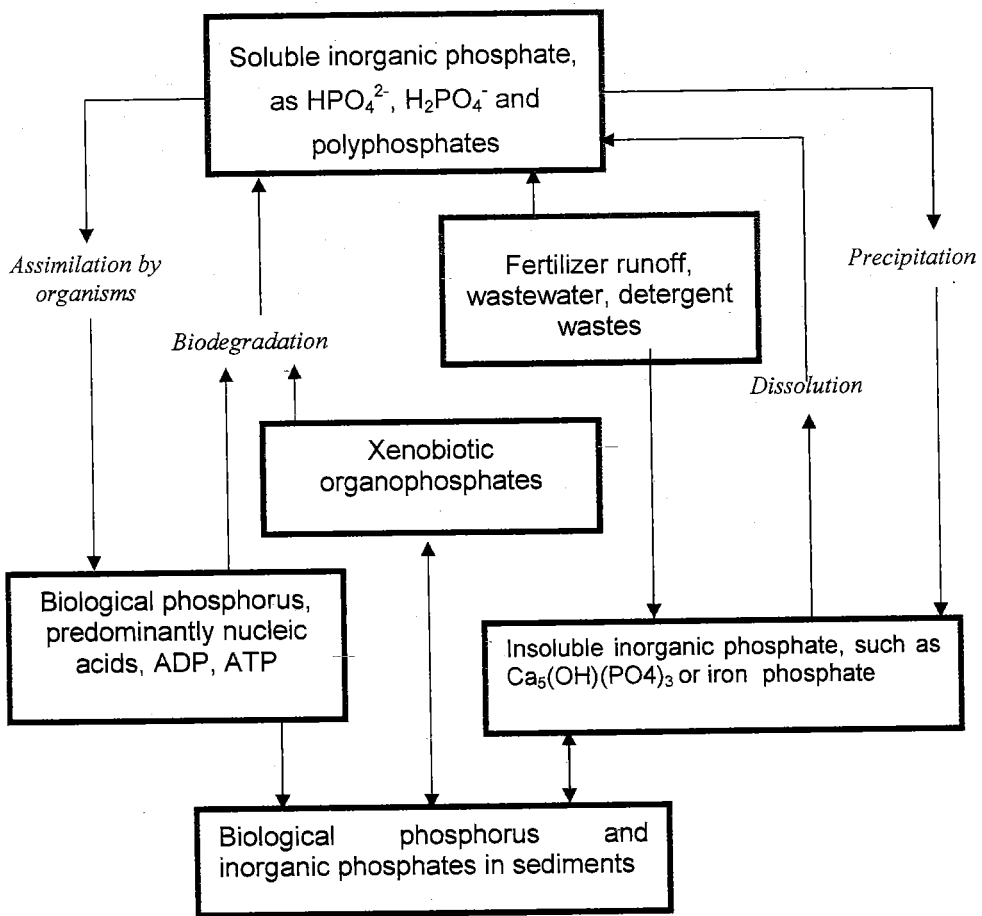 Soluble inorganic phosphate,
as HPO₄²⁻, H₂PO₄⁻ and
polyphosphates
Assimilation by
organisms
Fertilizer runoff,
wastewater, detergent
wastes
Precipitation
Biodegradation
Dissolution
Xenobiotic
organophosphates
Biological phosphorus,
predominantly nucleic
acids, ADP, ATP
Insoluble inorganic phosphate, such as
Ca₅(OH)(PO4)₃ or iron phosphate
Biological phosphorus and
inorganic phosphates in sediments